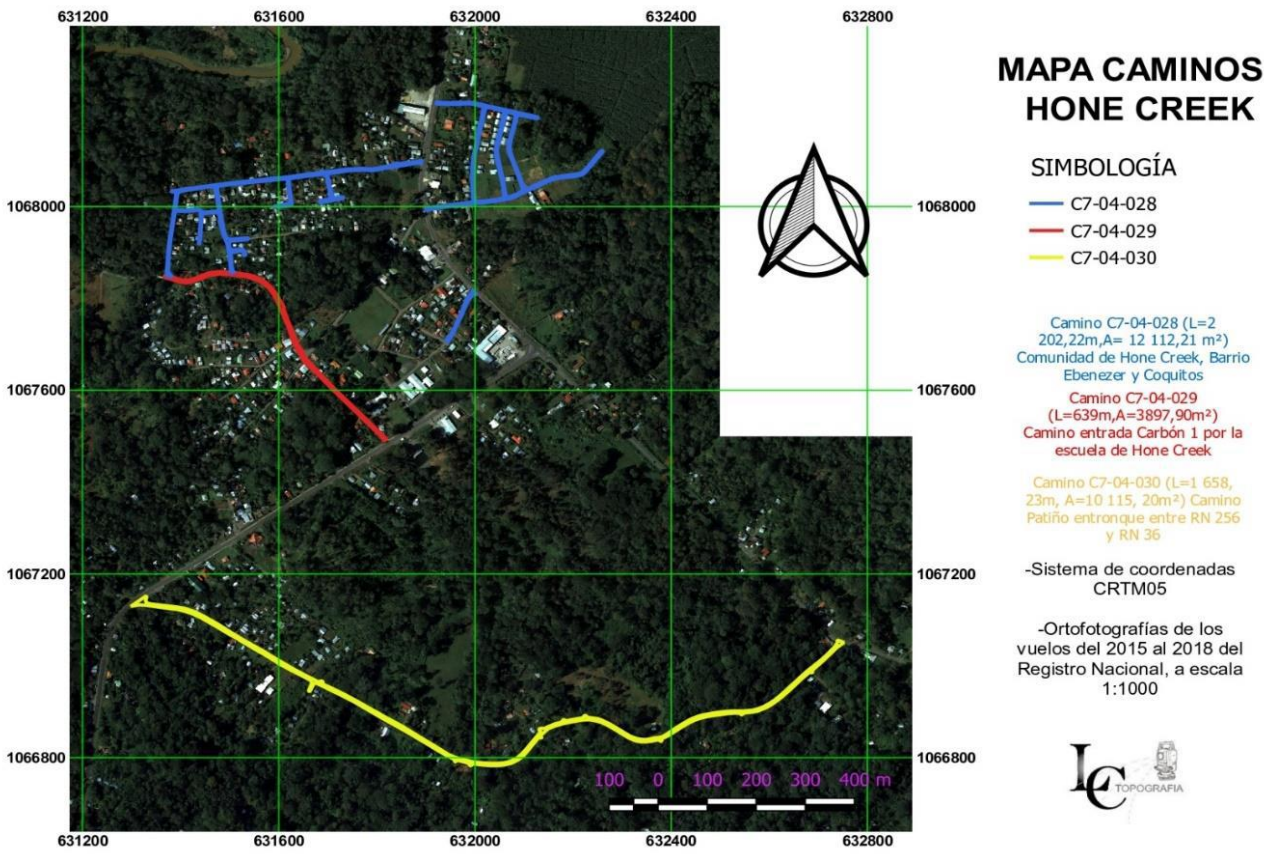 631200 631600 632000 632400 632800
MAPA CAMINOS
HONE CREEK
SIMBOLOGÍA
C7-04-028
C7-04-029
C7-04-030
1068000 1068000
1067600 1067600
1067200 1067200
1066800 1066800
Camino C7-04-028 (L=2
202,22m,A= 12 112,21 m²)
Comunidad de Hone Creek, Barrio
Ebenezer y Coquitos
Camino C7-04-029
(L=639m,A=3897,90m²)
Camino entrada Carbón 1 por la
escuela de Hone Creek
Camino C7-04-030 (L=1 658,
23m, A=10 115, 20m²) Camino
Patiño entronque entre RN 256
y RN 36
-Sistema de coordenadas
CRTM05
-Ortofotografías de los
vuelos del 2015 al 2018 del
Registro Nacional, a escala
1:1000
100 0 100 200 300 400 m
LC TOPOGRAFIA
631200 631600 632000 632400 632800